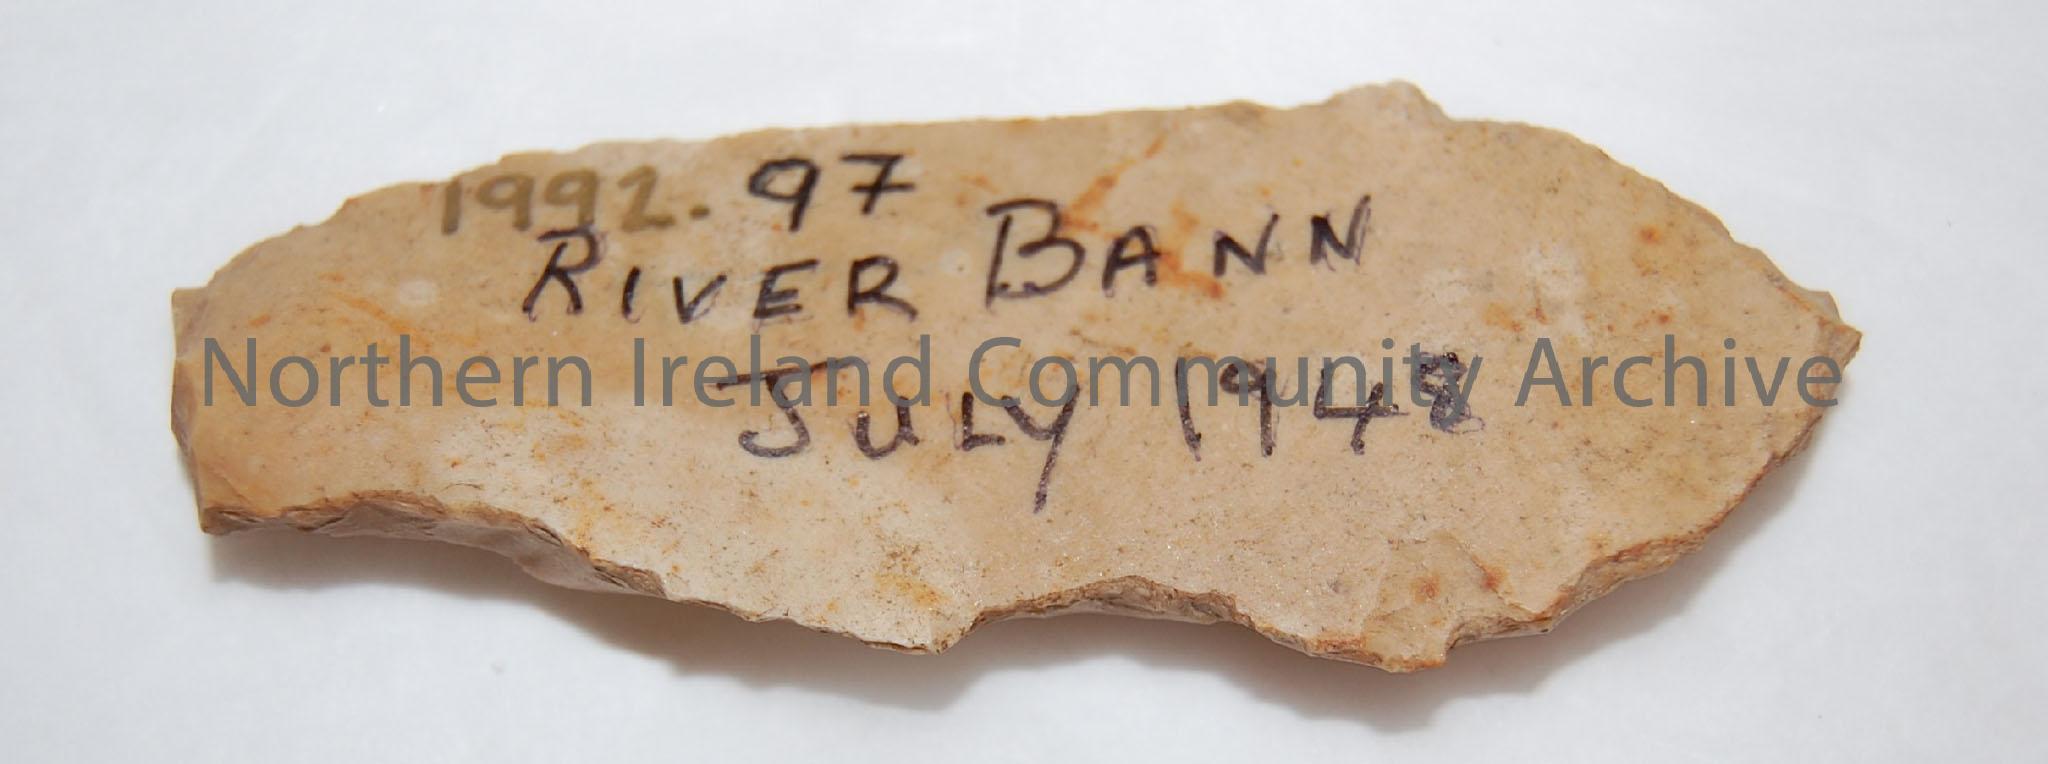 1992.97
RIVER BANN
Northern Ireland Community Archive
JULY 1948